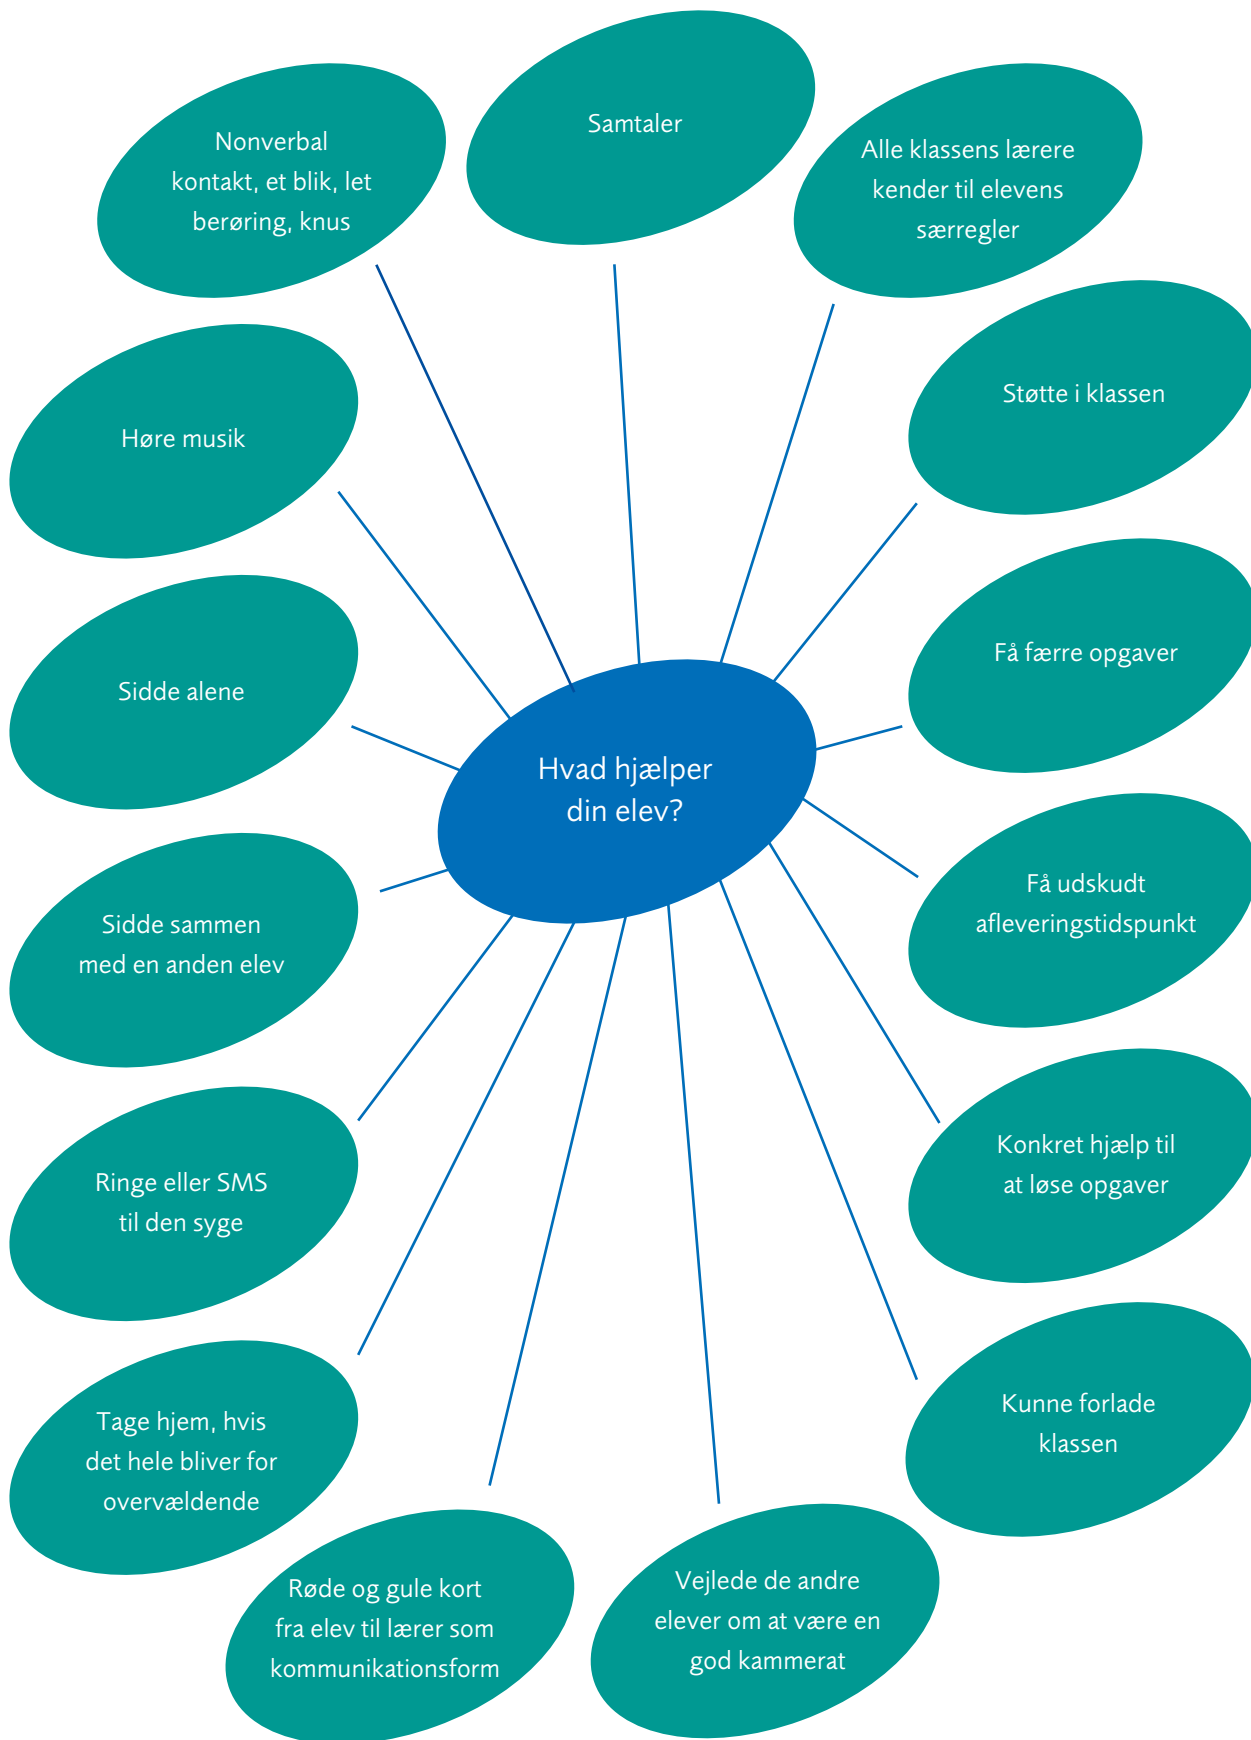 Samtaler
Nonverbal
kontakt, et blik, let
berøring, knus
Alle klassens lærere
kender til elevens
særregler
Støtte i klassen
Høre musik
Få færre opgaver
Sidde alene
Hvad hjælper
din elev?
Få udskudt
afleveringstidspunkt
Sidde sammen
med en anden elev
Konkret hjælp til
at løse opgaver
Ringe eller SMS
til den syge
Kunne forlade
klassen
Tage hjem, hvis
det hele bliver for
overvældende
Røde og gule kort
fra elev til lærer som
kommunikationsform
Vejlede de andre
elever om at være en
god kammerat